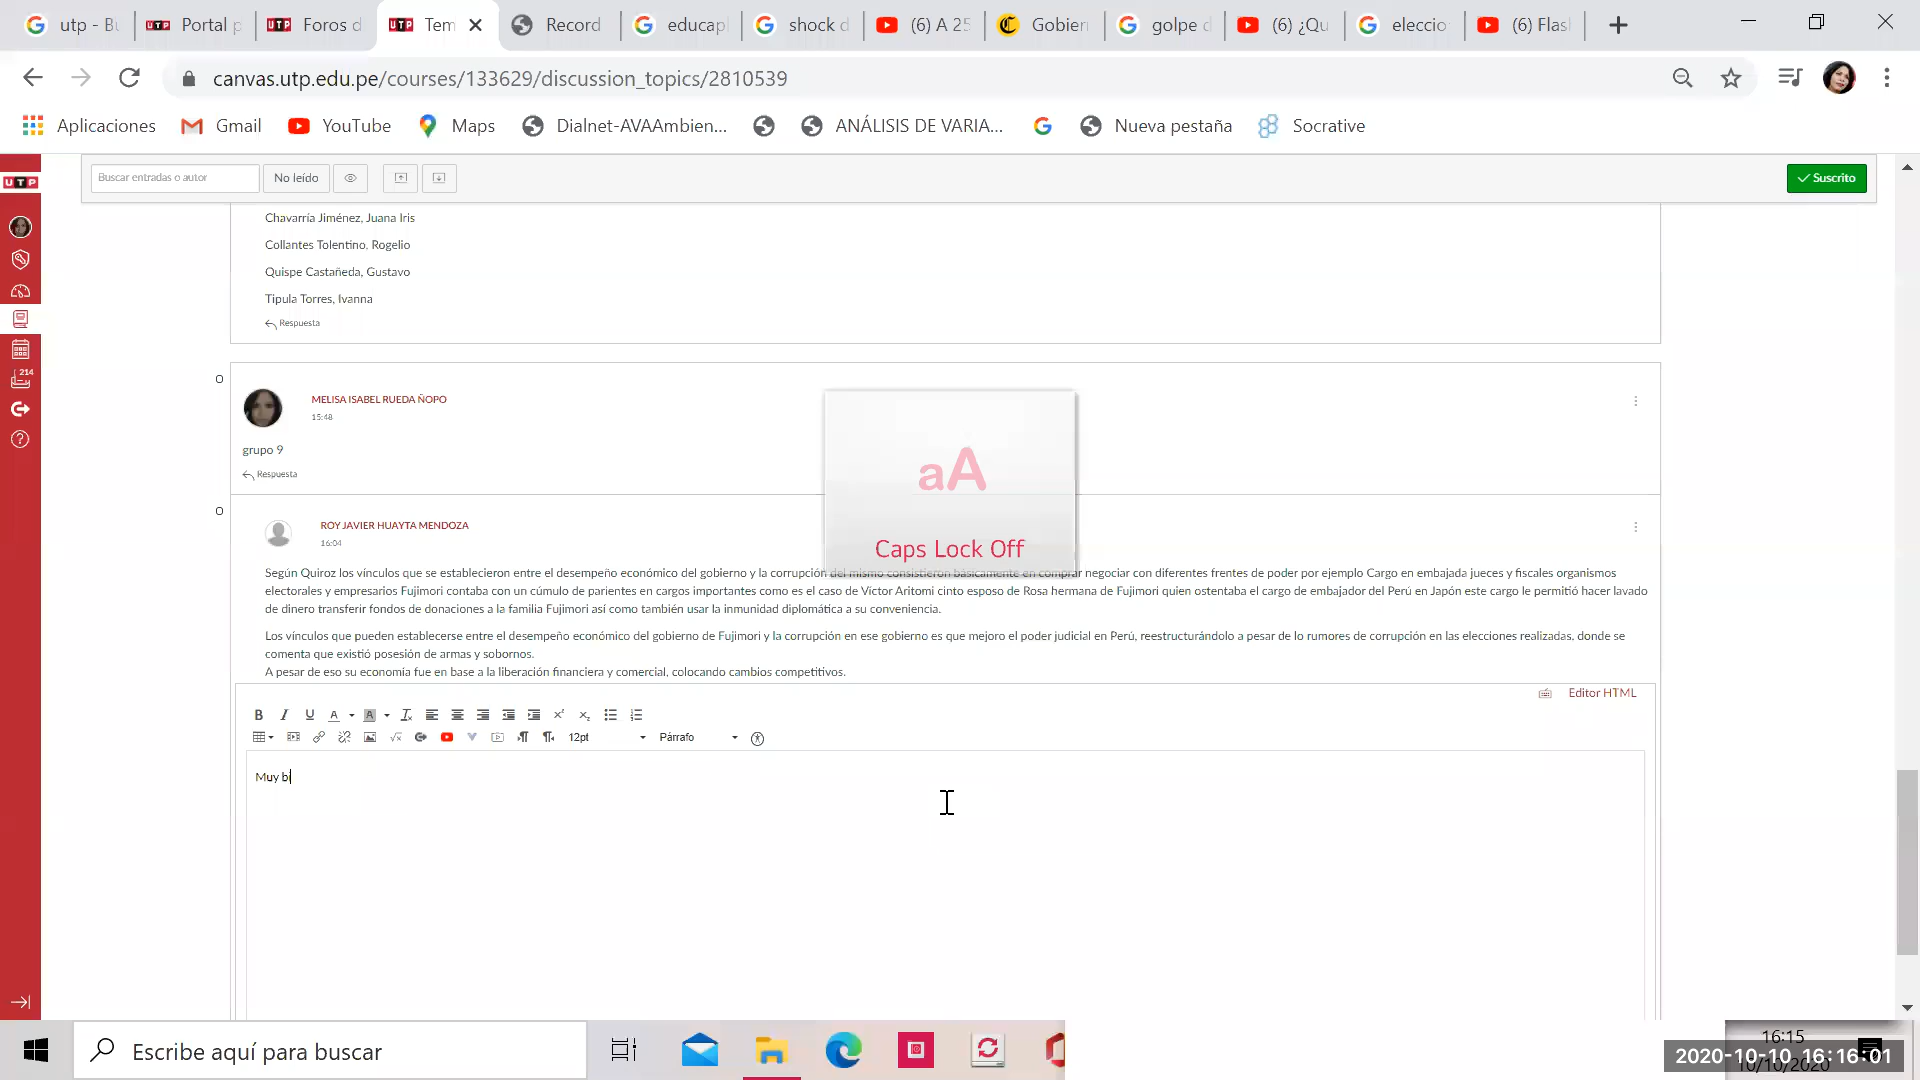 utp - Bu
Portal p
Foros d
Tem
Record
educap
shock d
(6) A 25
Gobier
golpe d
(6) ¿Qu
eleccio
(6) Flas
canvas.utp.edu.pe/courses/133629/discussion_topics/2810539
Aplicaciones
Gmail
YouTube
Maps
Dialnet-AVAAmbien...
ANÁLISIS DE VARIA...
Nueva pestaña
Socrative
UTP
Buscar entradas o autor
No leído
Suscrito
Chavarría Jiménez, Juana Iris
Collantes Tolentino, Rogelio
Quispe Castañeda, Gustavo
Tipula Torres, Ivanna
Respuesta
214
MELISA ISABEL RUEDA ÑOPO
15:48
grupo 9
Respuesta
aA
Caps Lock Off
ROY JAVIER HUAYTA MENDOZA
16:04
Según Quiroz los vínculos que se establecieron entre el desempeño económico del gobierno y la corrupción del mismo consistieron básicamente en comprar negociar con diferentes frentes de poder por ejemplo Cargo en embajada jueces y fiscales organismos
electorales y empresarios Fujimori contaba con un cúmulo de parientes en cargos importantes como es el caso de Víctor Aritomi cinto esposo de Rosa hermana de Fujimori quien ostentaba el cargo de embajador del Perú en Japón este cargo le permitió hacer lavado
de dinero transferir fondos de donaciones a la familia Fujimori así como también usar la inmunidad diplomática a su conveniencia.
Los vínculos que pueden establecerse entre el desempeño económico del gobierno de Fujimori y la corrupción en ese gobierno es que mejoro el poder judicial en Perú, reestructurándolo a pesar de lo rumores de corrupción en las elecciones realizadas, donde se
comenta que existió posesión de armas y sobornos.
A pesar de eso su economía fue en base a la liberación financiera y comercial, colocando cambios competitivos.
Editor HTML
12pt
Párrafo
Muy bi
Escribe aquí para buscar
16:15
10/10/2020
2020-10-10 16:16:01